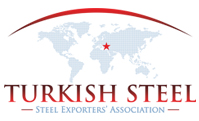 TURKISH STEEL
STEEL EXPORTERS' ASSOCIATION